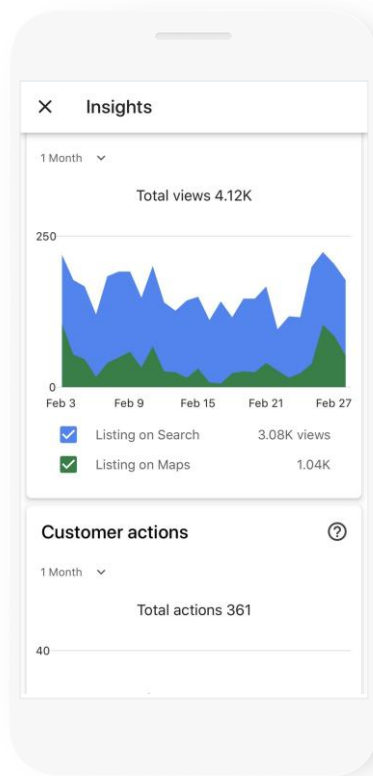 Insights
1 Month
Total views 4.12K
250
0
Feb 3 Feb 9 Feb 15 Feb 21 Feb 27
Listing on Search 3.08K views
Listing on Maps 1.04K
Customer actions
1 Month
Total actions 361
40